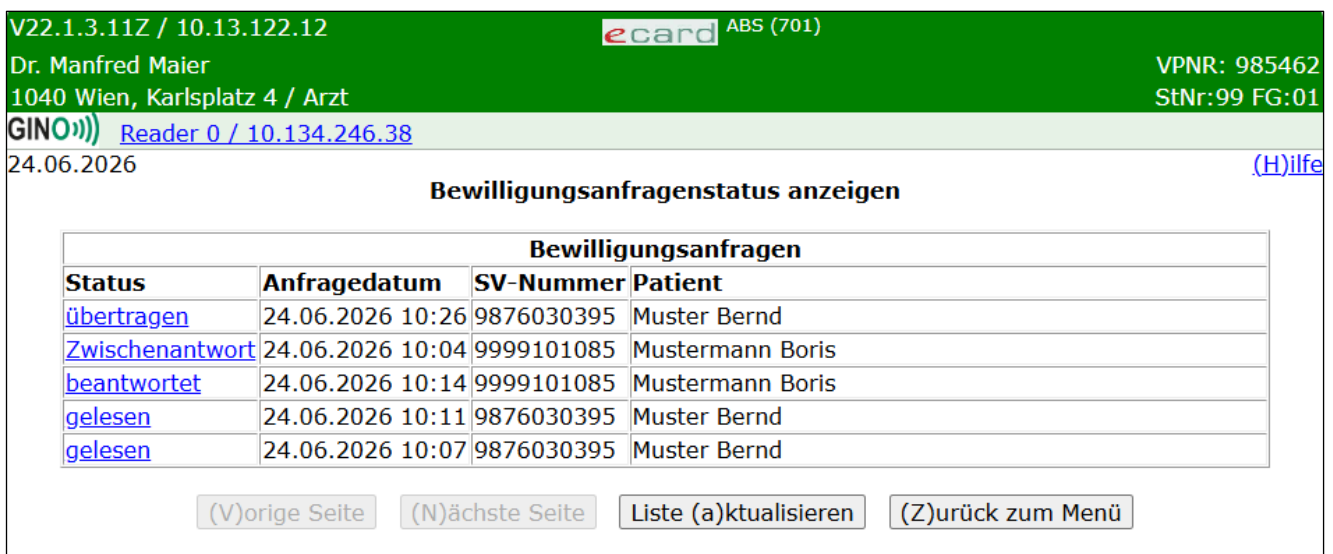 V22.1.3.11Z / 10.13.122.12 ecard ABS (701)
Dr. Manfred Maier VPNR: 985462
1040 Wien, Karlsplatz 4 / Arzt StNr:99 FG:01
GINO Reader 0 / 10.134.246.38
24.06.2026 (H)ilfe
Bewilligungsanfragenstatus anzeigen
Bewilligungsanfragen
Status Anfragedatum SV-Nummer Patient
übertragen 24.06.2026 10:26 9876030395 Muster Bernd
Zwischenantwort 24.06.2026 10:04 9999101085 Mustermann Boris
beantwortet 24.06.2026 10:14 9999101085 Mustermann Boris
gelesen 24.06.2026 10:11 9876030395 Muster Bernd
gelesen 24.06.2026 10:07 9876030395 Muster Bernd
(V)orige Seite (N)ächste Seite Liste (a)ktualisieren (Z)urück zum Menü